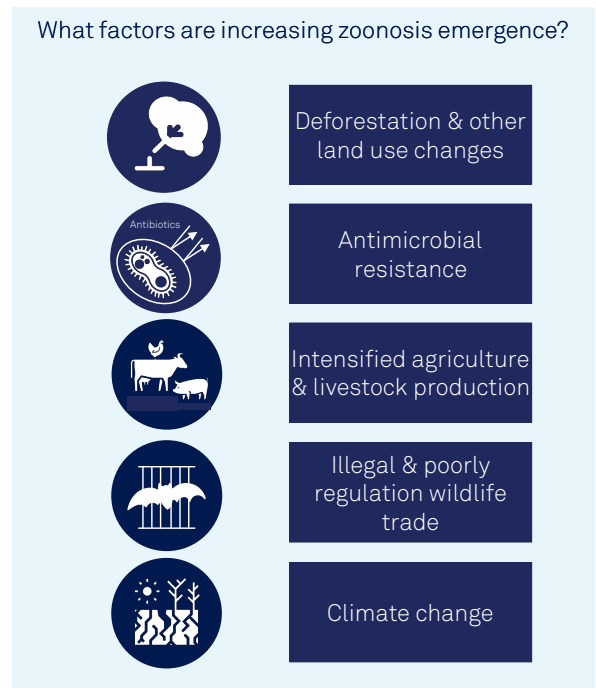 What factors are increasing zoonosis emergence?
Deforestation & other
land use changes
Antibiotics
Antimicrobial
resistance
Intensified agriculture
& livestock production
Illegal & poorly
regulation wildlife
trade
Climate change